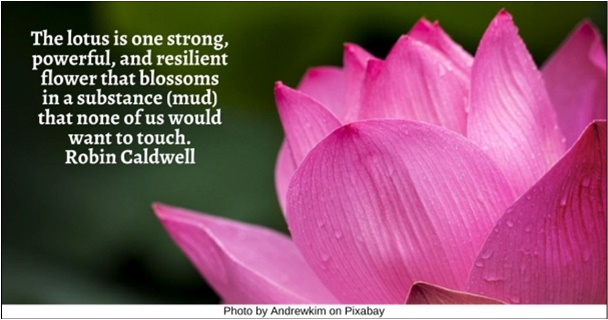 The lotus is one strong,
powerful, and resilient
flower that blossoms
in a substance (mud)
that none of us would
want to touch.
Robin Caldwell
Photo by Andrewkim on Pixabay